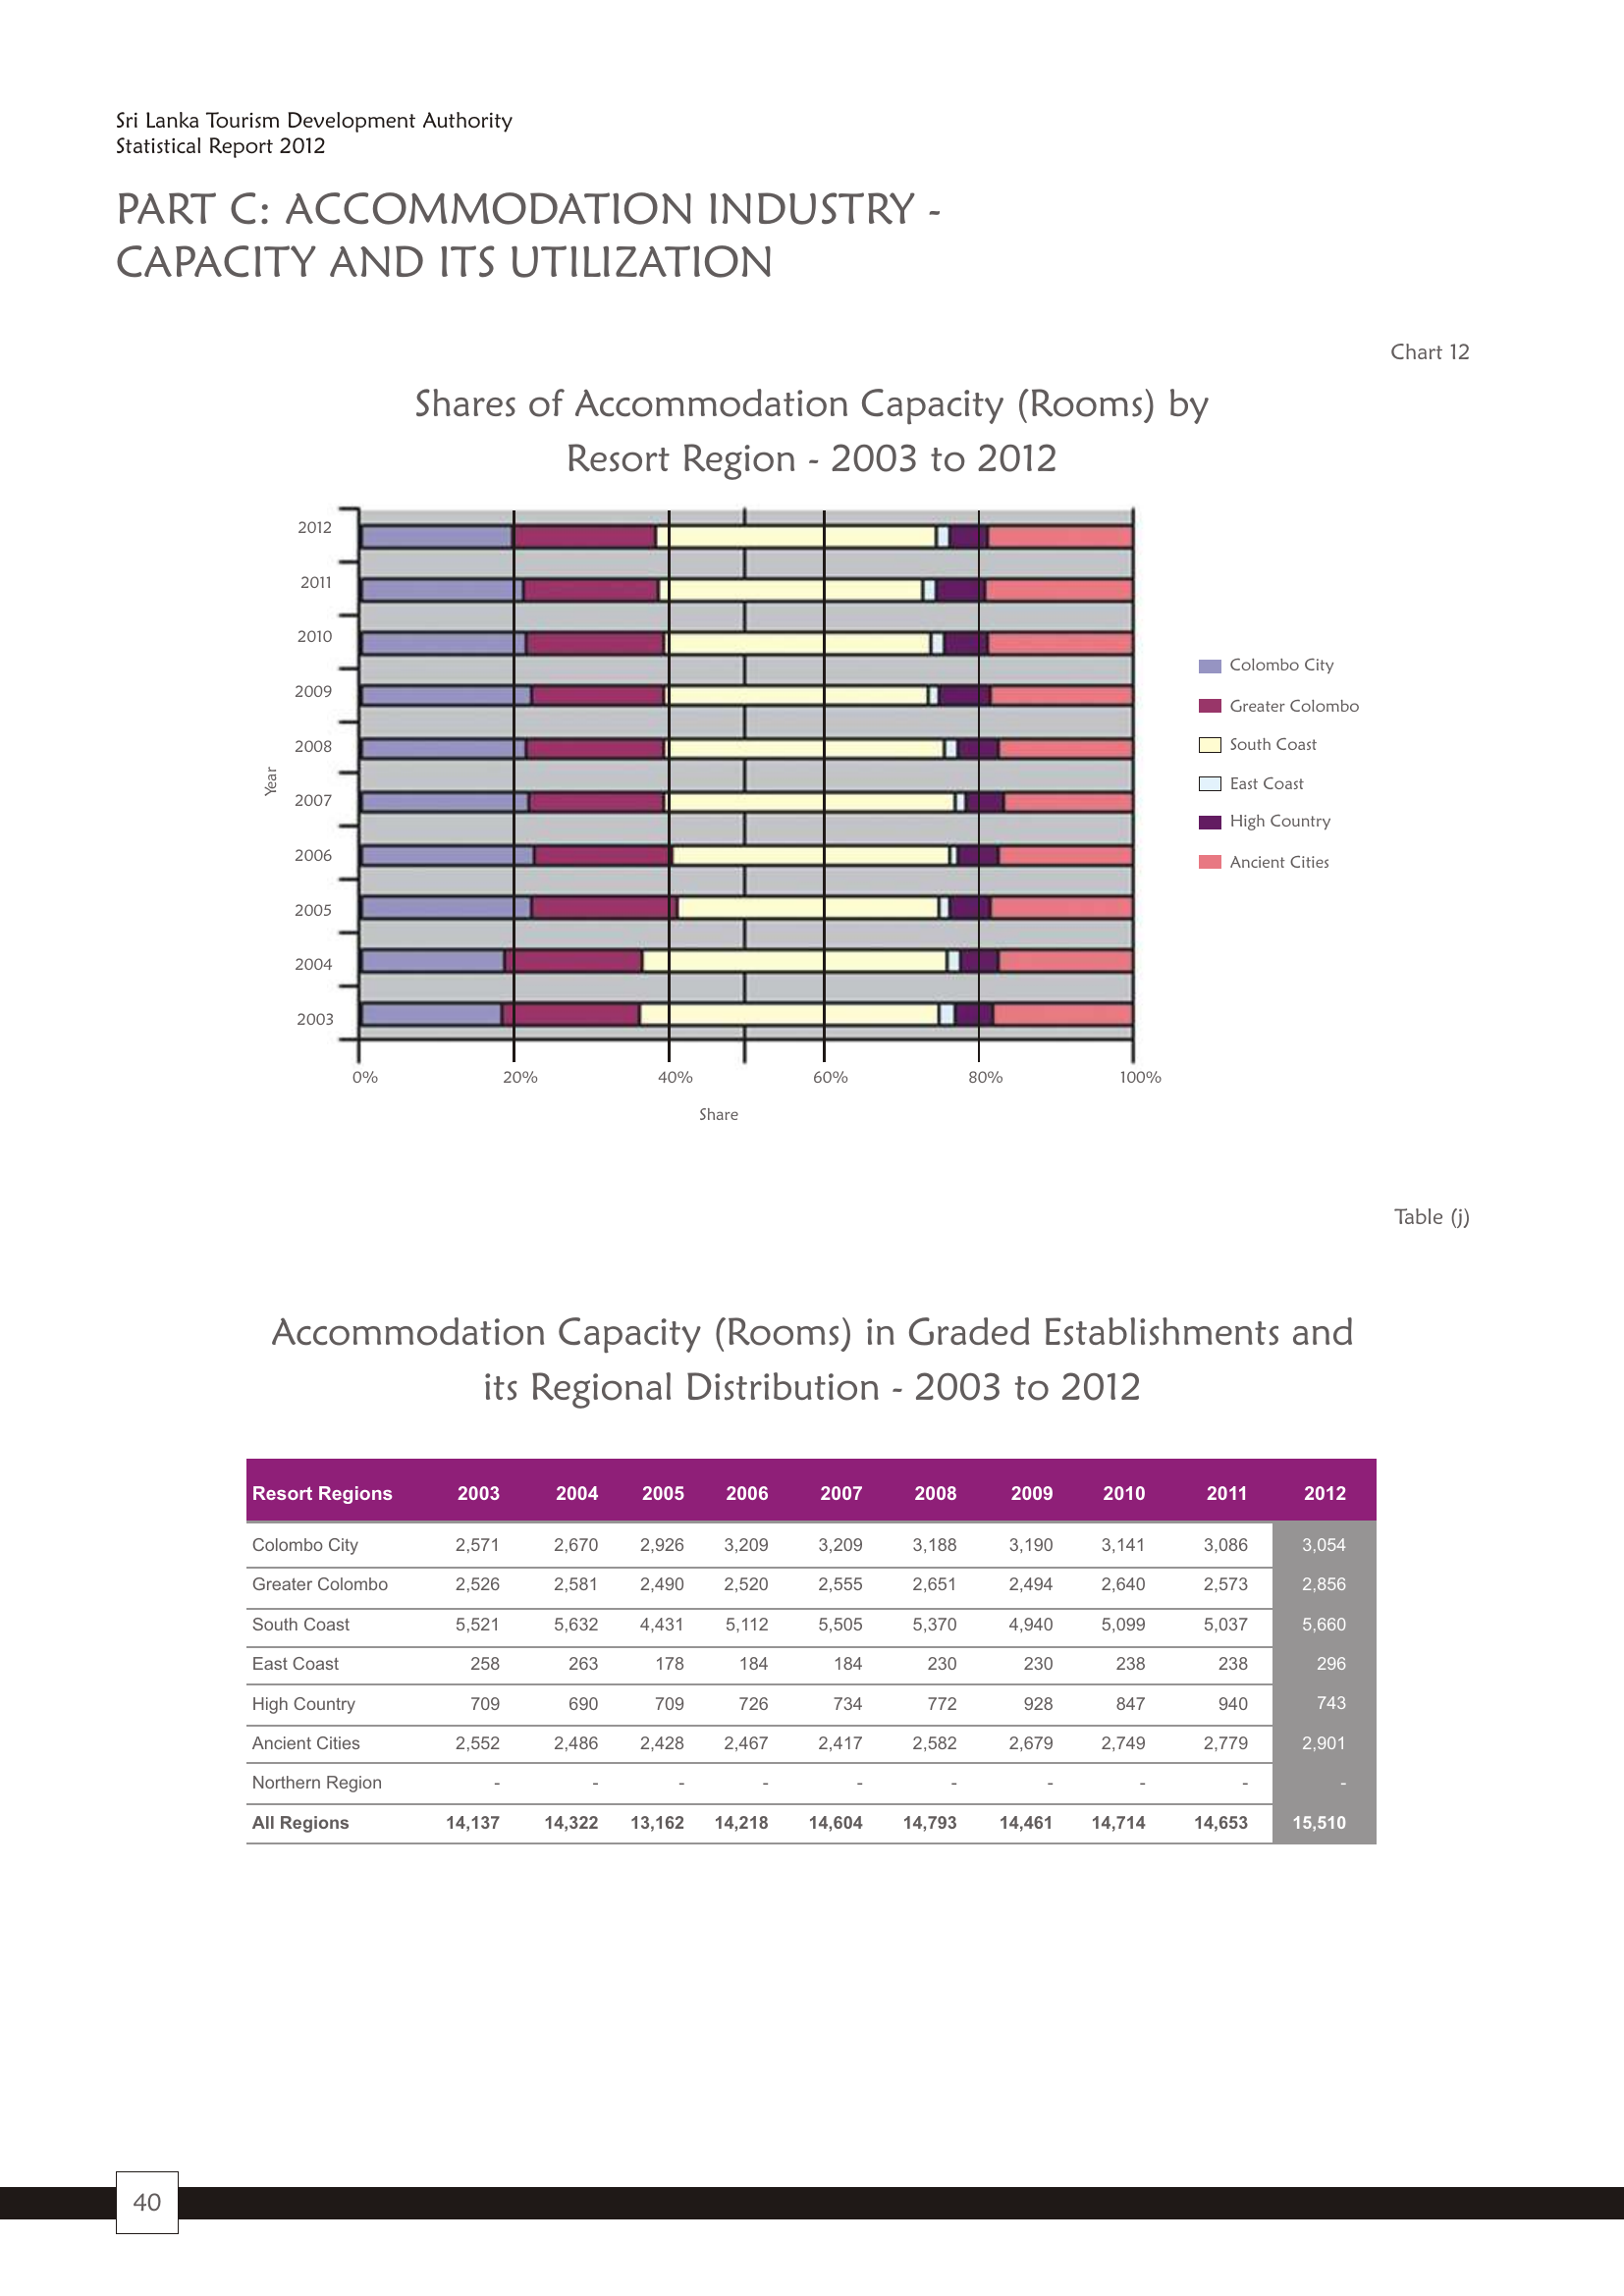 Sri Lanka Tourism Development Authority
Statistical Report 2012
PART C: ACCOMMODATION INDUSTRY -
CAPACITY AND ITS UTILIZATION
Chart 12
Shares of Accommodation Capacity (Rooms) by
Resort Region - 2003 to 2012
2012
2011
2010
2009
2008
2007
2006
2005
2004
2003
Year
0% 20% 40% 60% 80% 100%
Share
Colombo City
Greater Colombo
South Coast
East Coast
High Country
Ancient Cities
Table (j)
Accommodation Capacity (Rooms) in Graded Establishments and
its Regional Distribution - 2003 to 2012
Resort Regions 2003 2004 2005 2006 2007 2008 2009 2010 2011 2012
Colombo City 2,571 2,670 2,926 3,209 3,209 3,188 3,190 3,141 3,086 3,054
Greater Colombo 2,526 2,581 2,490 2,520 2,555 2,651 2,494 2,640 2,573 2,856
South Coast 5,521 5,632 4,431 5,112 5,505 5,370 4,940 5,099 5,037 5,660
East Coast 258 263 178 184 184 230 230 238 238 296
High Country 709 690 709 726 734 772 928 847 940 743
Ancient Cities 2,552 2,486 2,428 2,467 2,417 2,582 2,679 2,749 2,779 2,901
Northern Region - - - - - - - - - -
All Regions 14,137 14,322 13,162 14,218 14,604 14,793 14,461 14,714 14,653 15,510
40